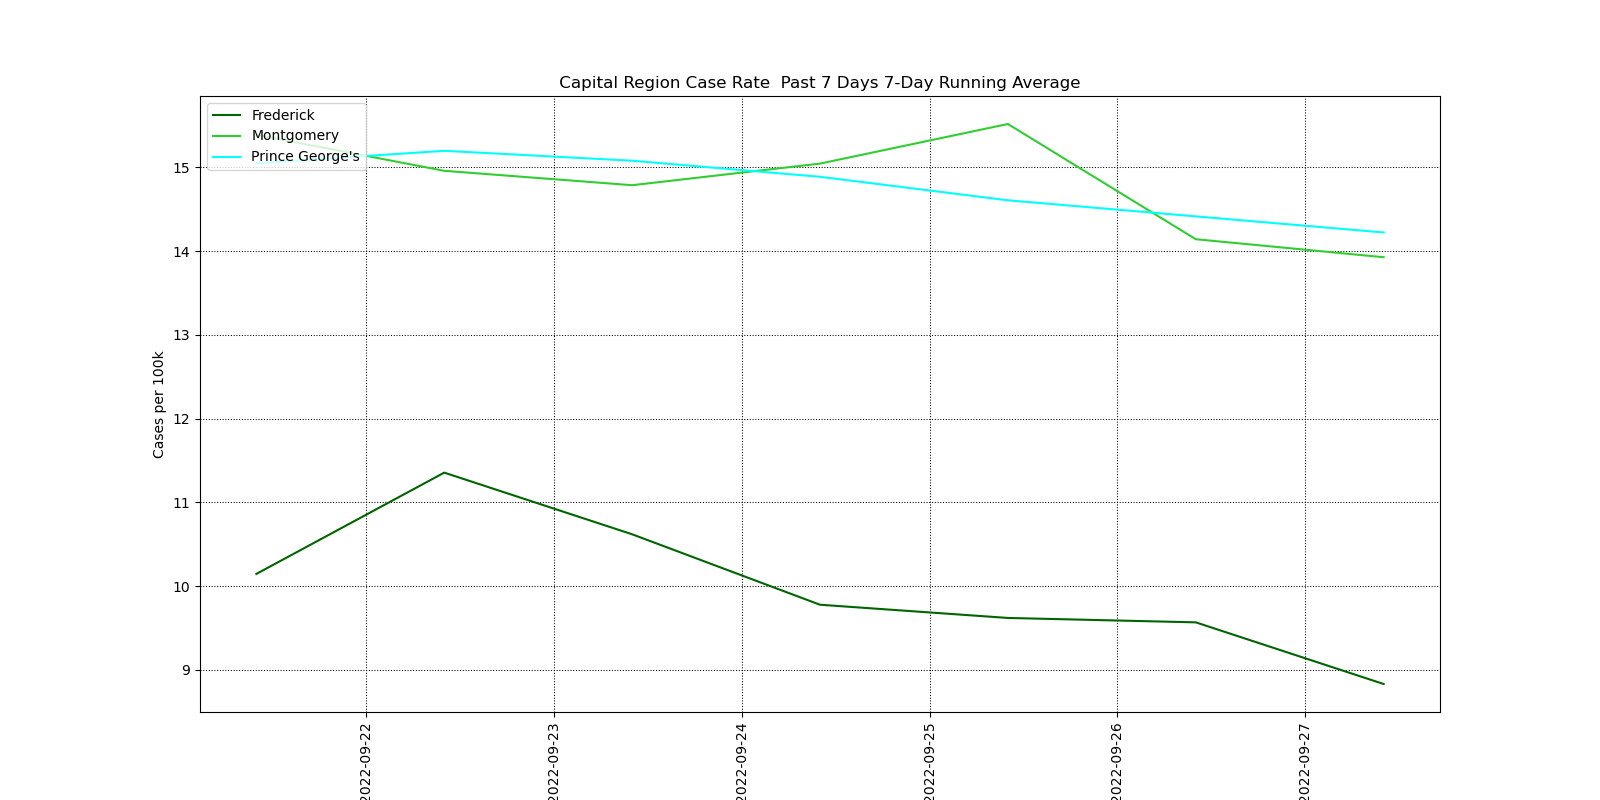 Capital Region Case Rate  Past 7 Days 7-Day Running Average
Frederick
Montgomery
Prince George's
15
14
13
12
11
10
9
Cases per 100k
2022-09-22
2022-09-23
2022-09-24
2022-09-25
2022-09-26
2022-09-27